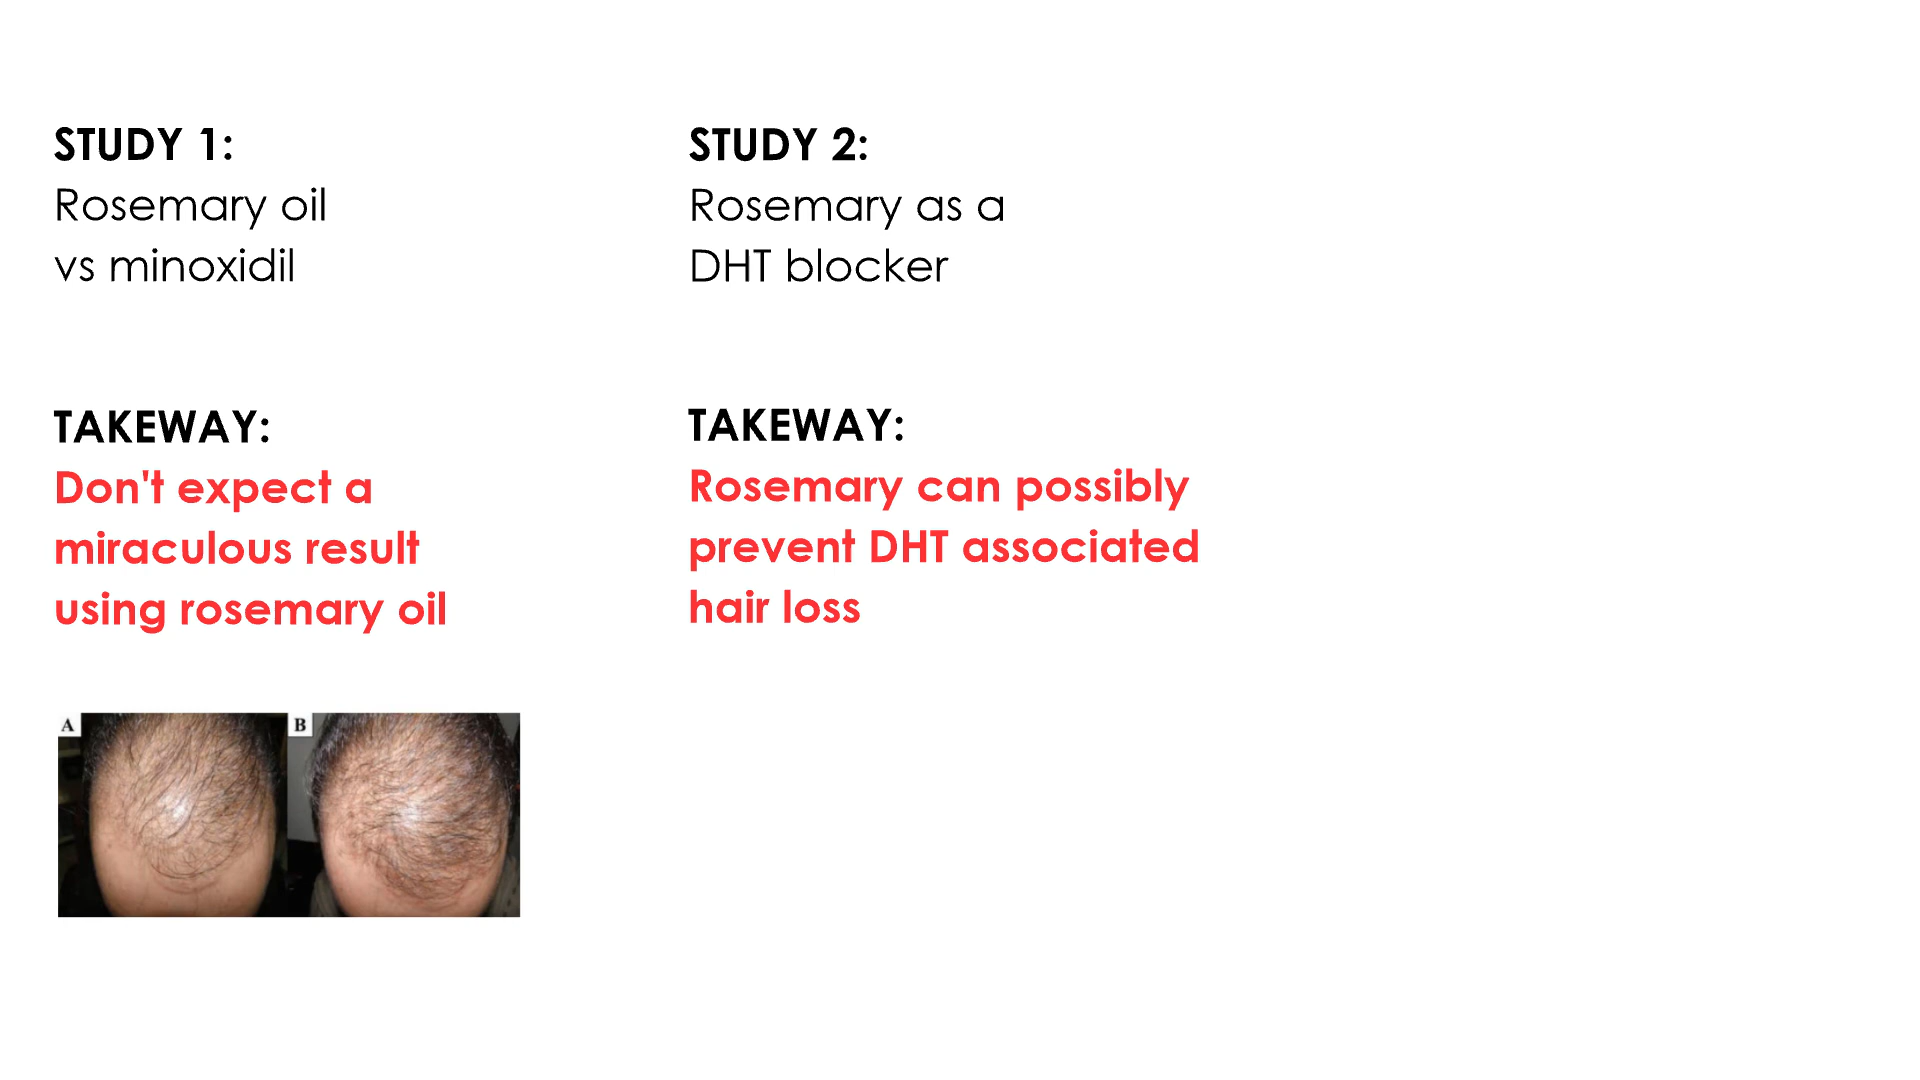 STUDY 1:
Rosemary oil
vs minoxidil
TAKEWAY:
Don't expect a
miraculous result
using rosemary oil
A
B
STUDY 2:
Rosemary as a
DHT blocker
TAKEWAY:
Rosemary can possibly
prevent DHT associated
hair loss